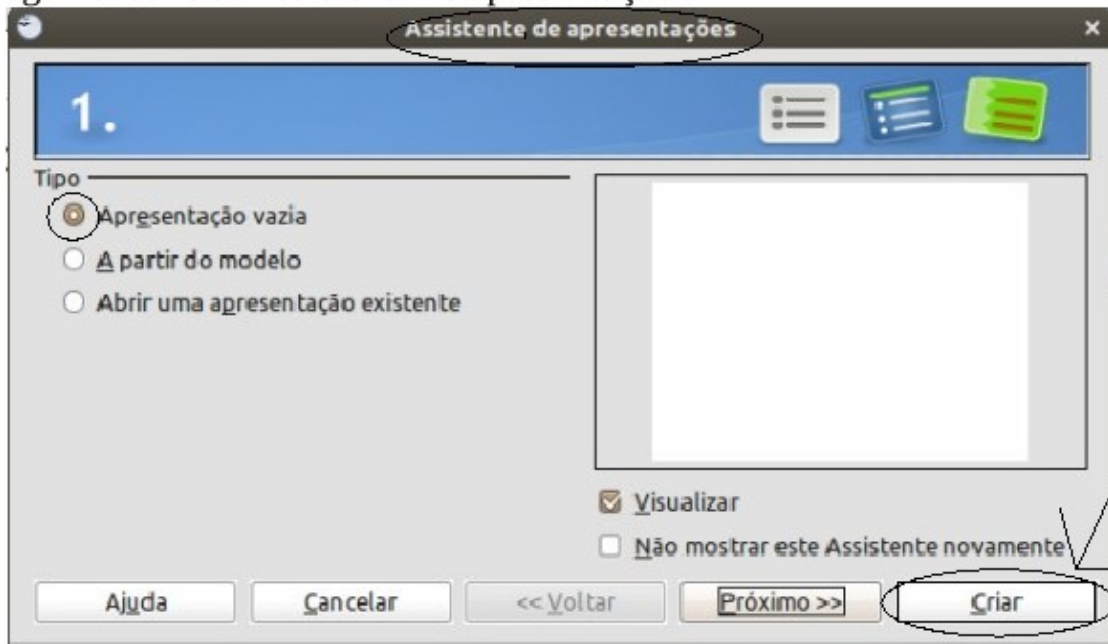 Assistente de apresentações
1.
Tipo
Apresentação vazia
A partir do modelo
Abrir uma apresentação existente
Visualizar
Não mostrar este Assistente novamente
Ajuda Cancelar << Voltar Próximo >> Criar